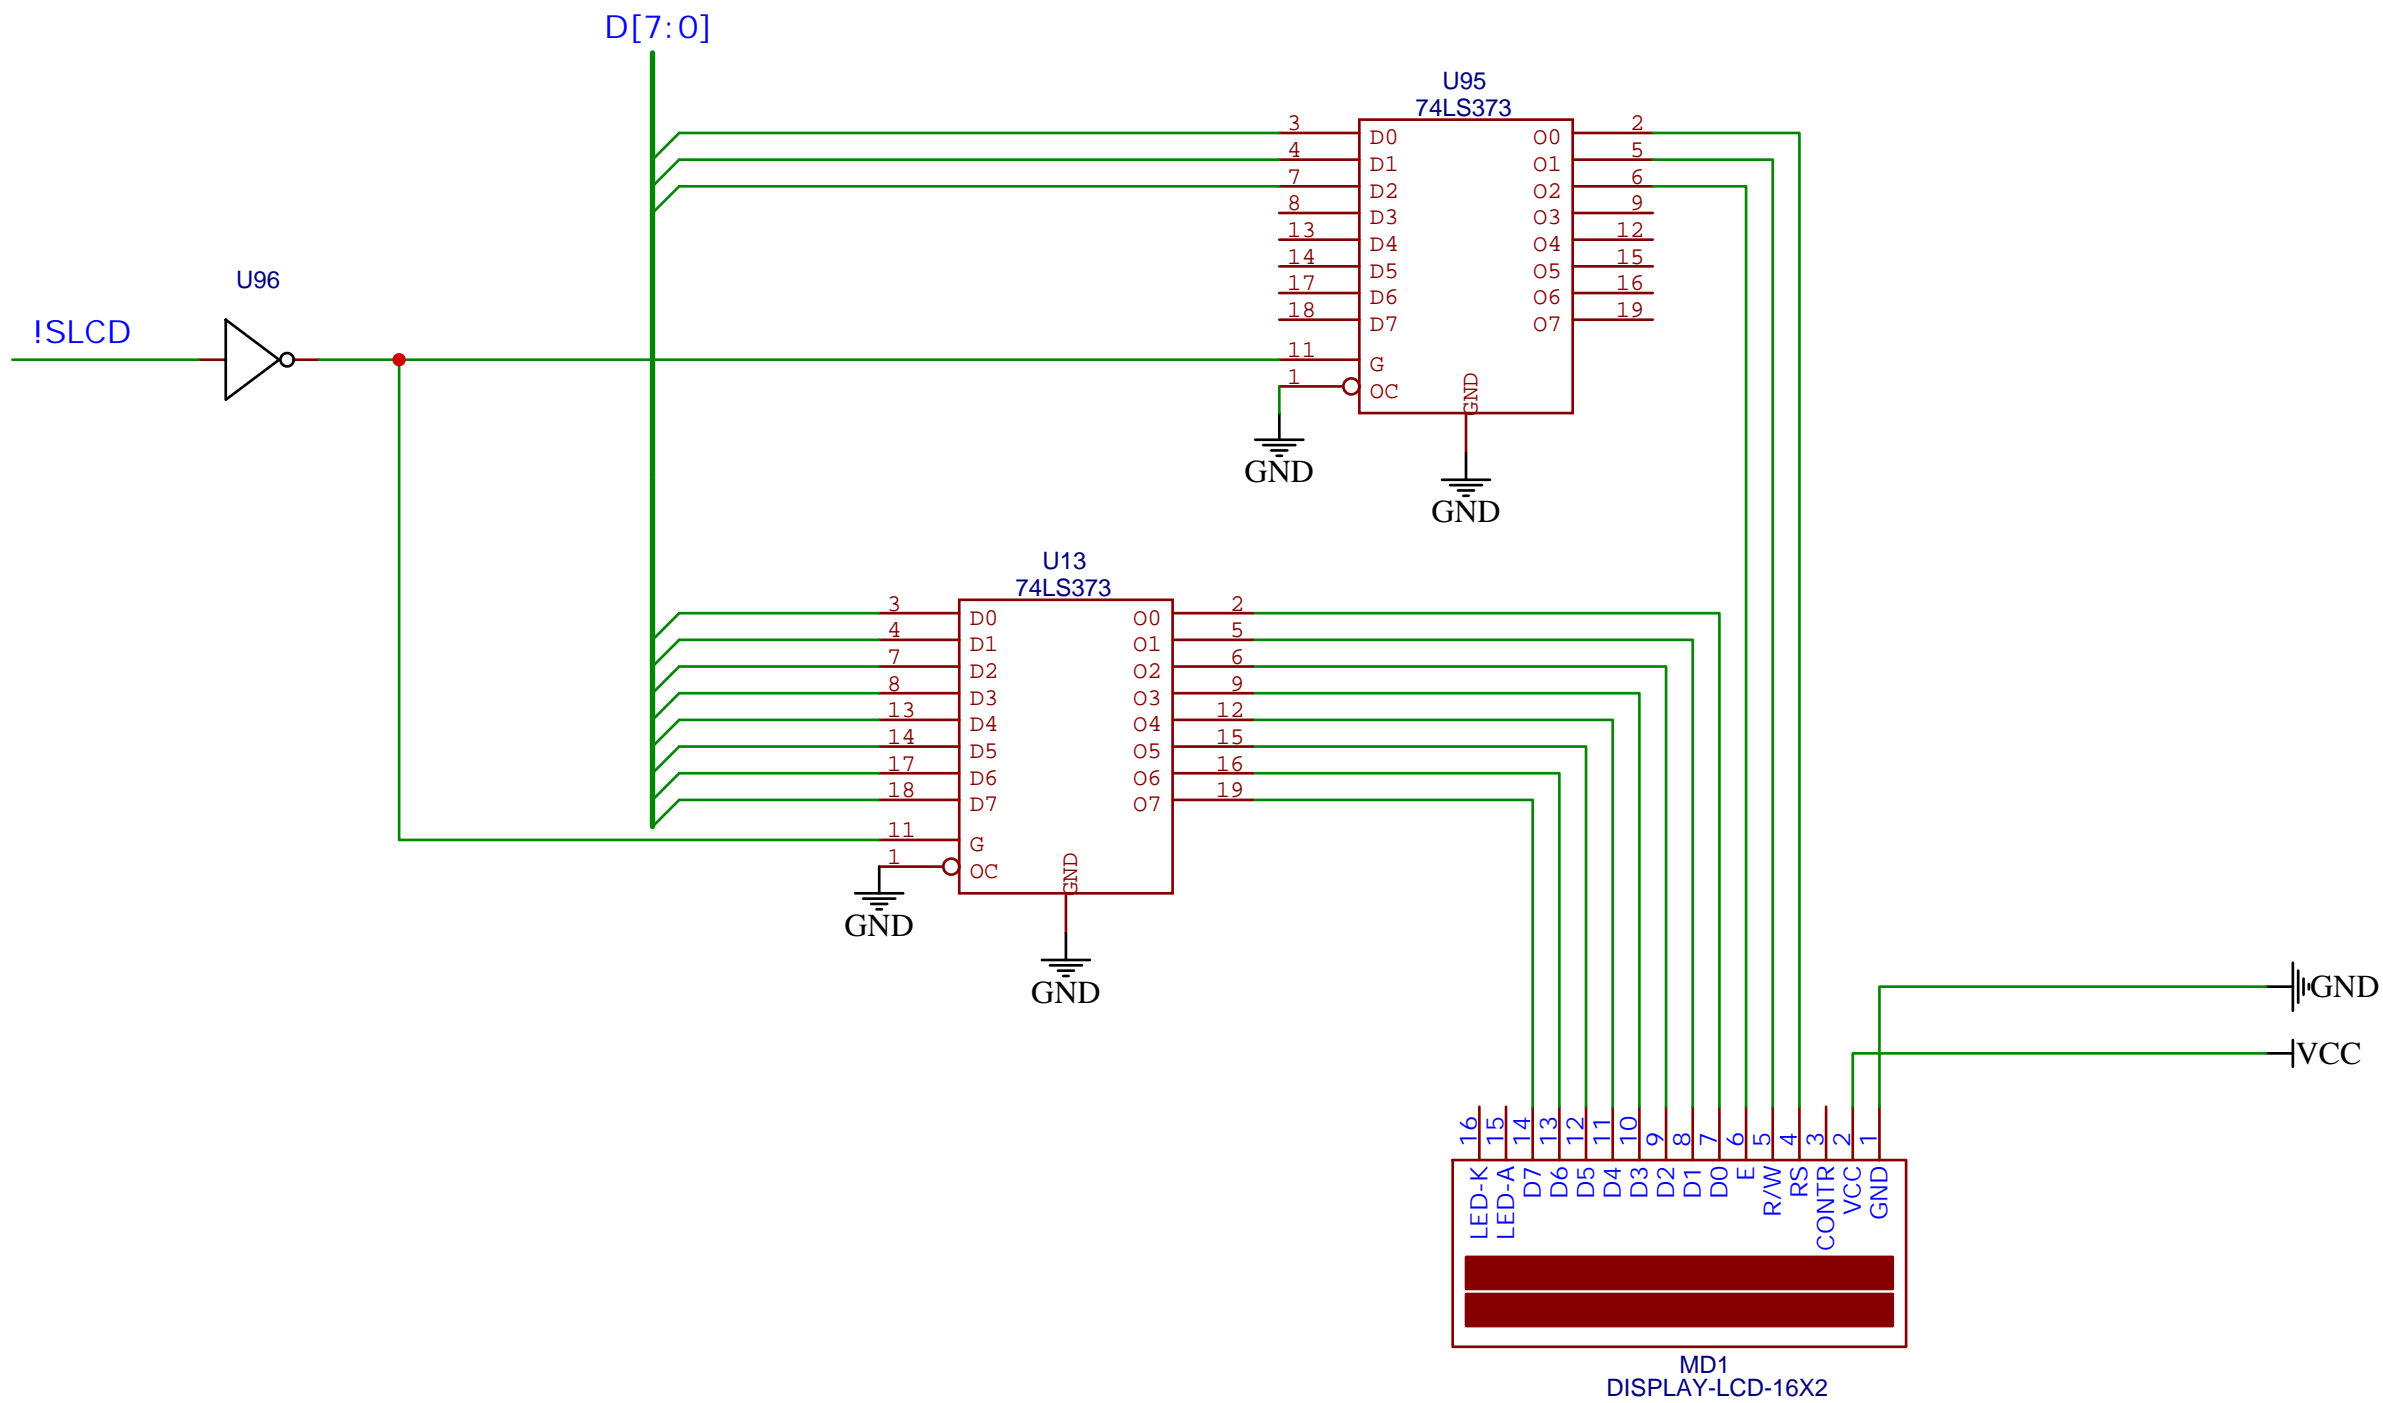 D[7:0]
U95
74LS373
3 D0 O0 2
4 D1 O1 5
7 D2 O2 6
8 D3 O3 9
13 D4 O4 12
14 D5 O5 15
17 D6 O6 16
18 D7 O7 19
11 G
1 OC
GND
GND
GND
U96
!SLCD
U13
74LS373
3 D0 O0 2
4 D1 O1 5
7 D2 O2 6
8 D3 O3 9
13 D4 O4 12
14 D5 O5 15
17 D6 O6 16
18 D7 O7 19
11 G
1 OC
GND
GND
GND
GND
VCC
16 15 14 13 12 11 10 9 8 7 6 5 4 3 2 1
LED-K LED-A D7 D6 D5 D4 D3 D2 D1 D0 E R/W RS CONTR VCC GND
MD1
DISPLAY-LCD-16X2